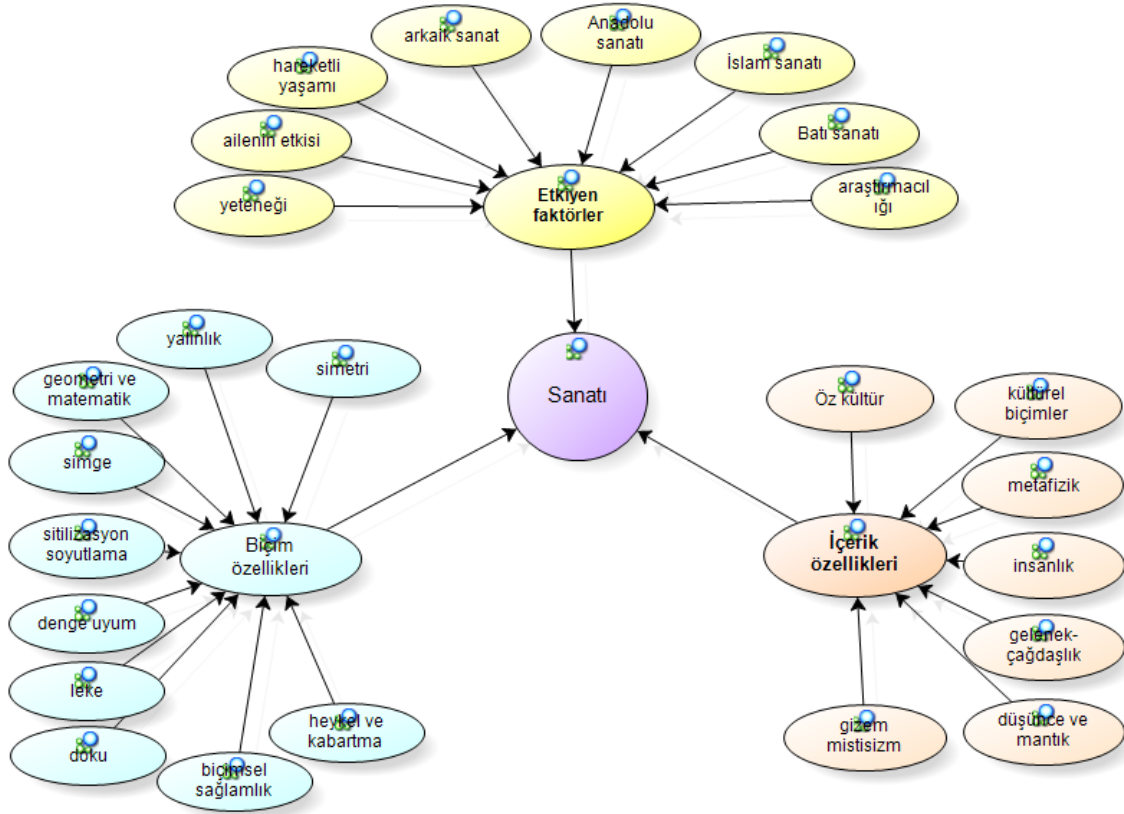 arkaik sanat
Anadolu
sanatı
hareketli
yaşamı
İslam sanatı
ailenin etkisi
Batı sanatı
yeteneği
Etkiyen
faktörler
araştırmacıl
ığı
yalınlık
simetri
geometri ve
matematik
simge
sitilizasyon
soyutlama
Biçim
özellikleri
denge uyum
leke
doku
biçimsel
sağlamlık
heykel ve
kabartma
Sanatı
Öz kültür
kültürel
biçimler
metafizik
İçerik
özellikleri
insanlık
gelenek-
çağdaşlık
gizem
mistisizm
düşünce ve
mantık